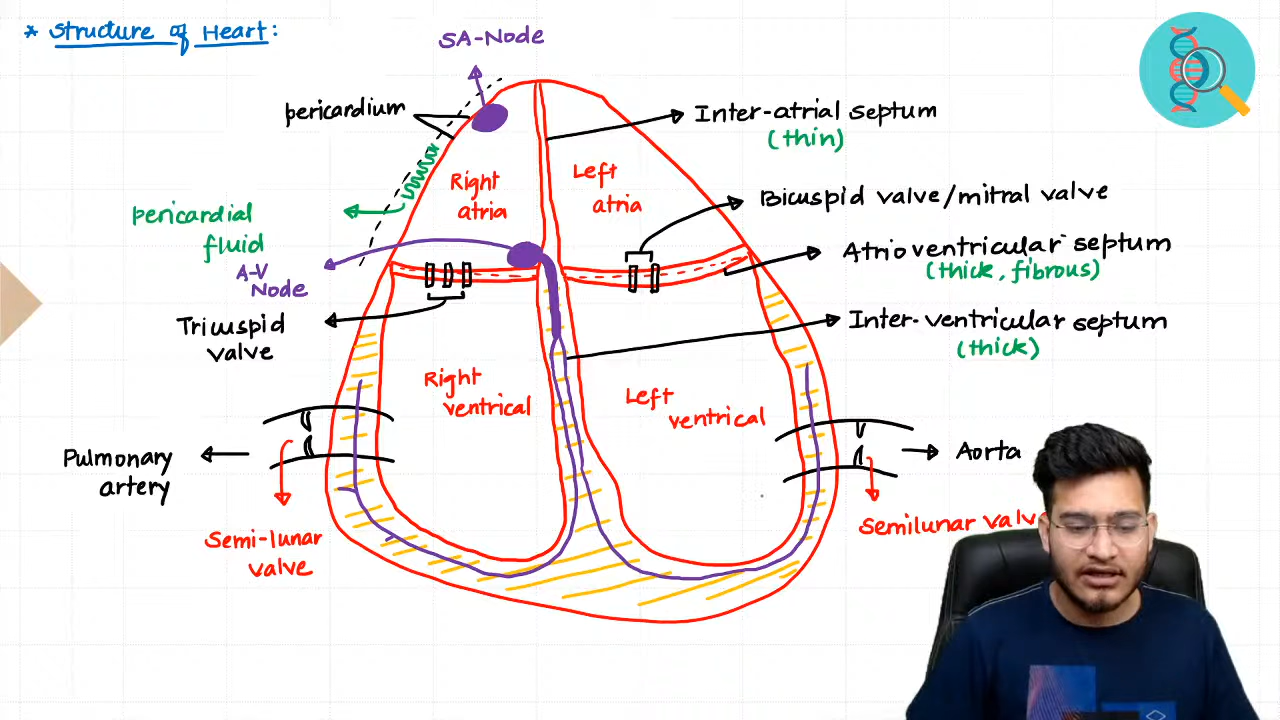 * Structure of Heart:
SA-Node
pericardium
Inter-atrial septum
(thin)
Right
atria
Left
atria
Bicuspid valve/mitral valve
pericardial
fluid
Atrioventricular septum
(thick, fibrous)
A-V
Node
Tricuspid
valve
Inter-ventricular septum
(thick)
Right
ventrical
Left
ventrical
Pulmonary
artery
Aorta
Semi-lunar
valve
Semilunar valv